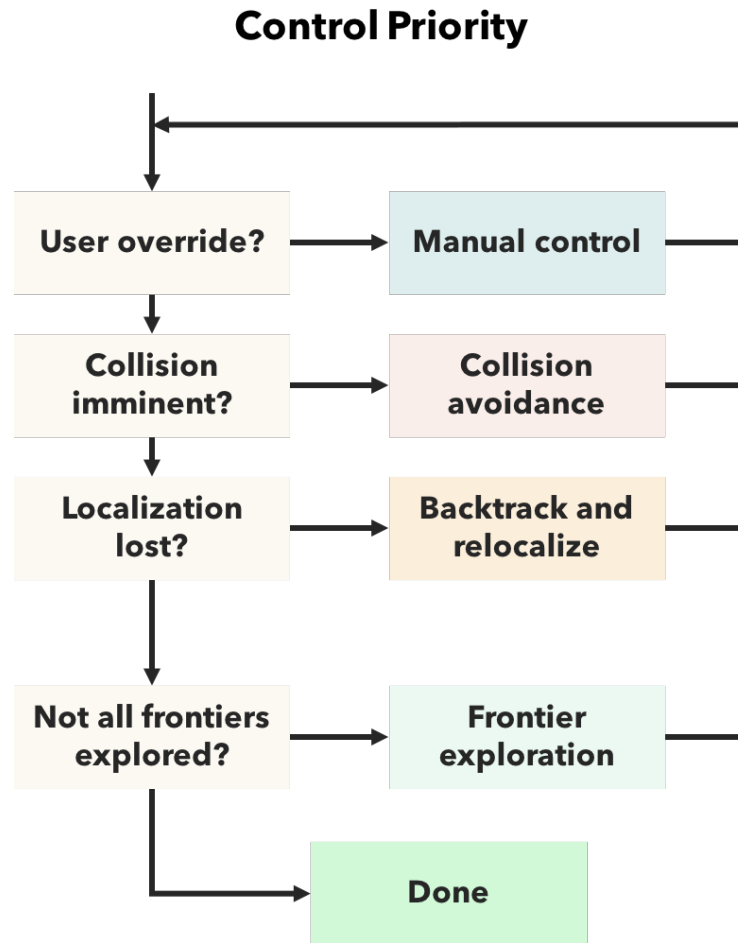 Control Priority
User override?
Manual control
Collision
imminent?
Collision
avoidance
Localization
lost?
Backtrack and
relocalize
Not all frontiers
explored?
Frontier
exploration
Done